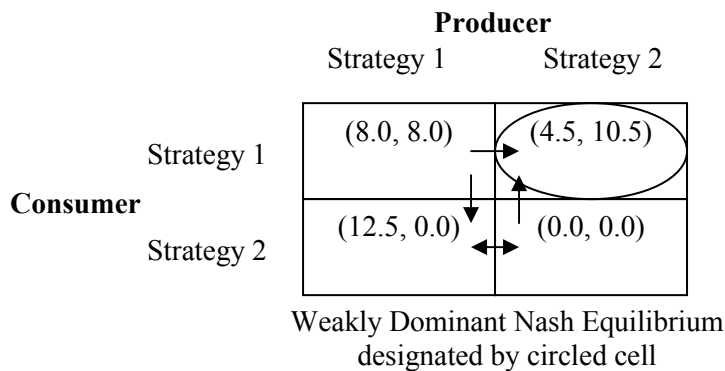 Producer
Strategy 1 Strategy 2
(8.0, 8.0) (4.5, 10.5)
Strategy 1
Consumer
(12.5, 0.0) (0.0, 0.0)
Strategy 2
Weakly Dominant Nash Equilibrium
designated by circled cell